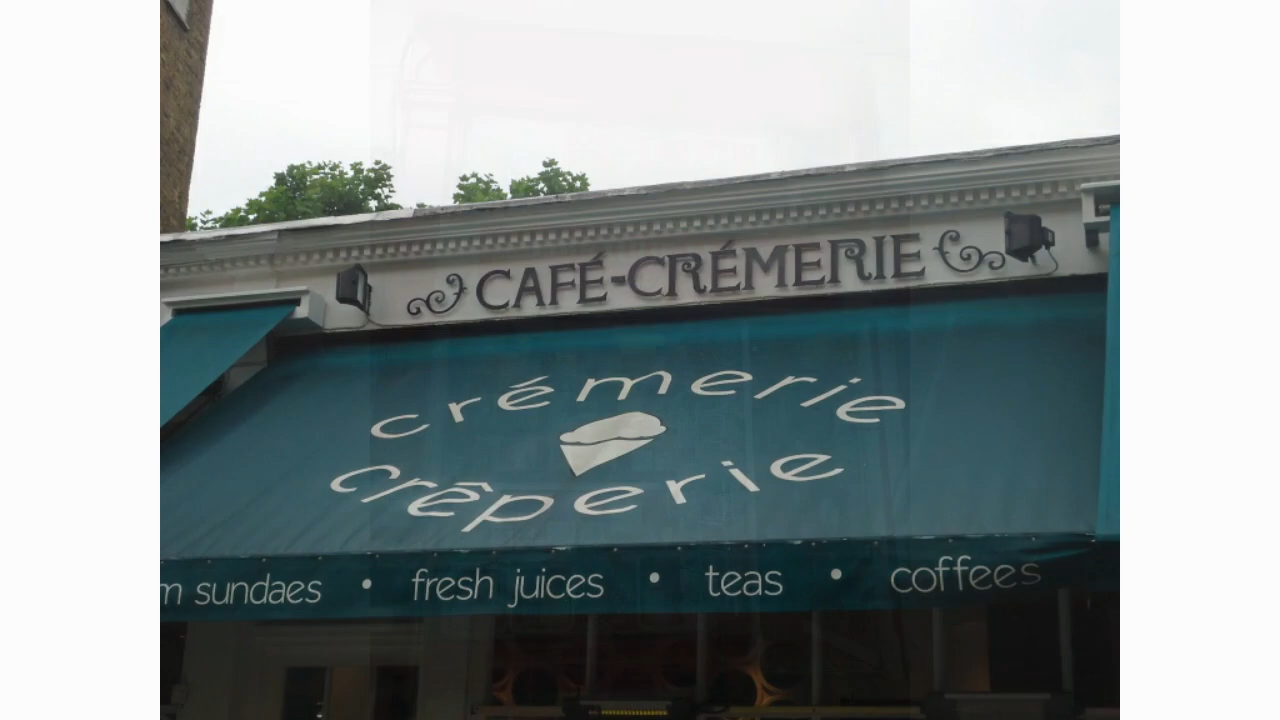 CAFÉ-CRÉMERIE
crémerie
crêperie
sundaes • fresh juices • teas • coffees